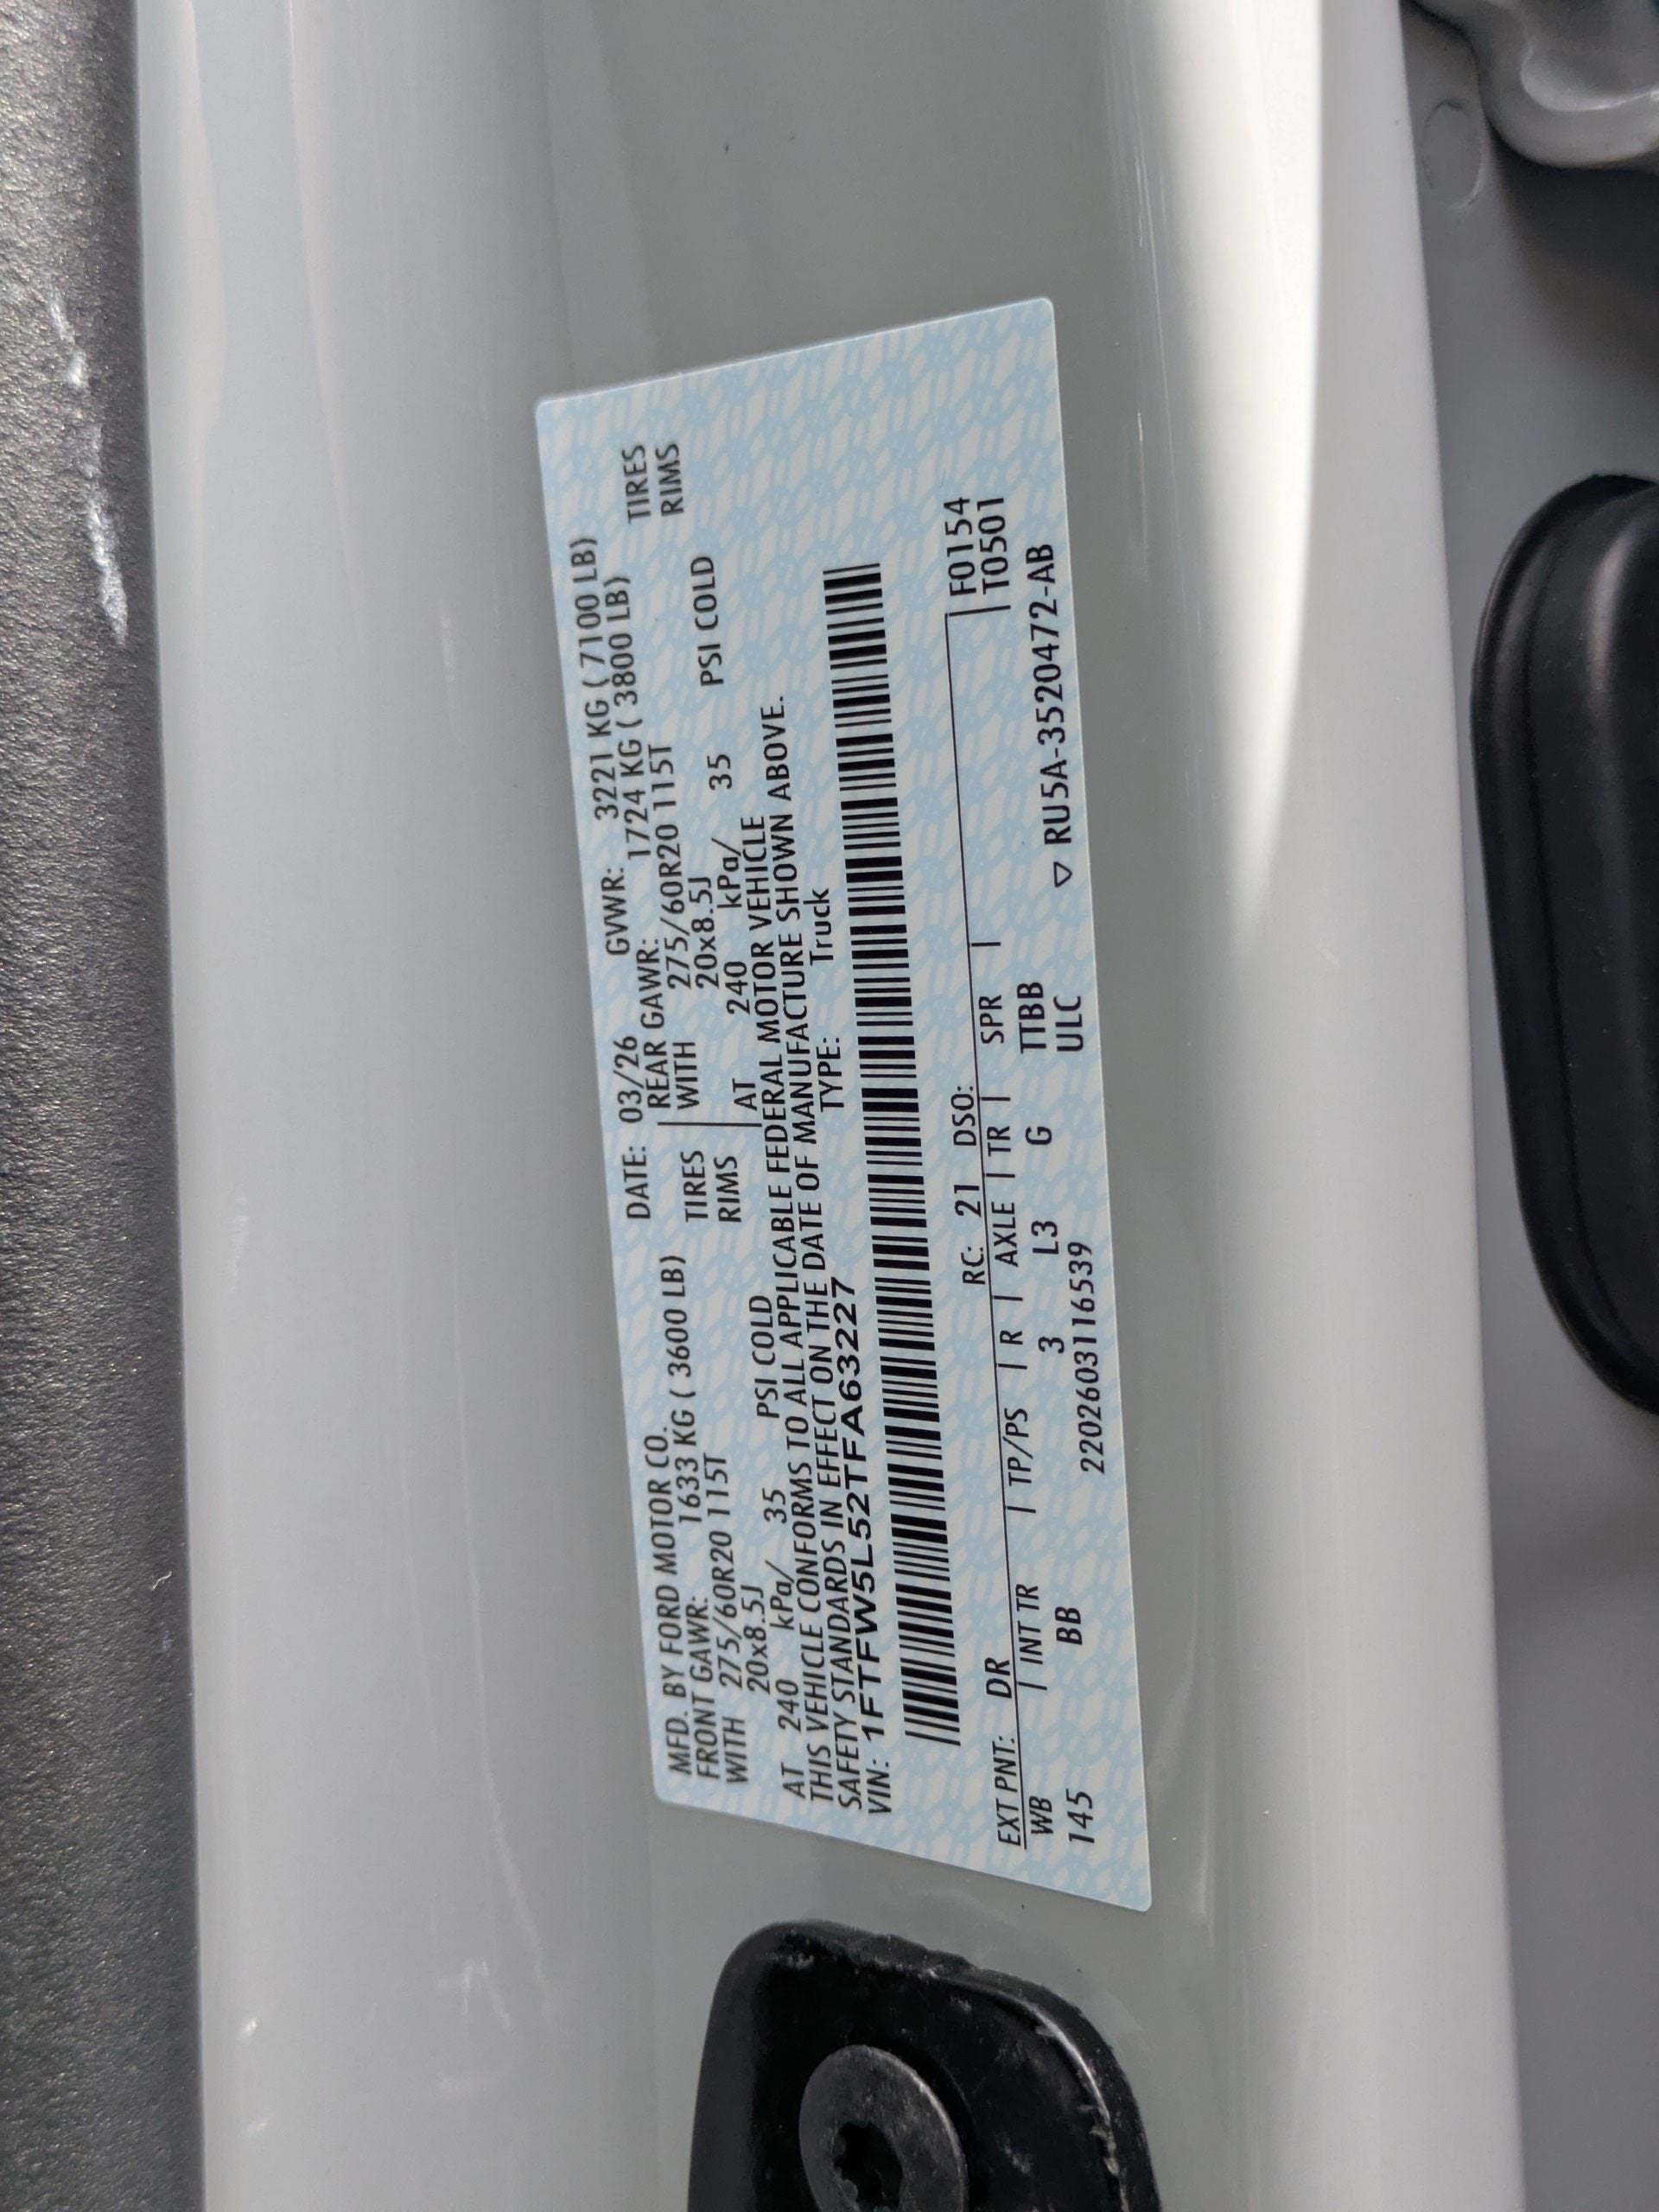 MFD. BY FORD MOTOR CO. DATE: 03/26 GVWR: 3221 KG ( 7100 LB)
FRONT GAWR: 1633 KG ( 3600 LB) REAR GAWR: 1724 KG ( 3800 LB)
WITH 275/60R20 115T TIRES WITH 275/60R20 115T TIRES
20x8.5J RIMS 20x8.5J RIMS
AT 240 kPa/ 35 PSI COLD AT 240 kPa/ 35 PSI COLD
THIS VEHICLE CONFORMS TO ALL APPLICABLE FEDERAL MOTOR VEHICLE
SAFETY STANDARDS IN EFFECT ON THE DATE OF MANUFACTURE SHOWN ABOVE.
VIN: 1FTFW5L52TFA63227 TYPE: Truck
EXT PNT: DR RC: 21 DSO: F0154
WB | INT TR | TP/PS | R | AXLE | TR | SPR | T0501
145 BB 3 L3 G TTBB
2202603116539 ULC ▽ RU5A-3520472-AB